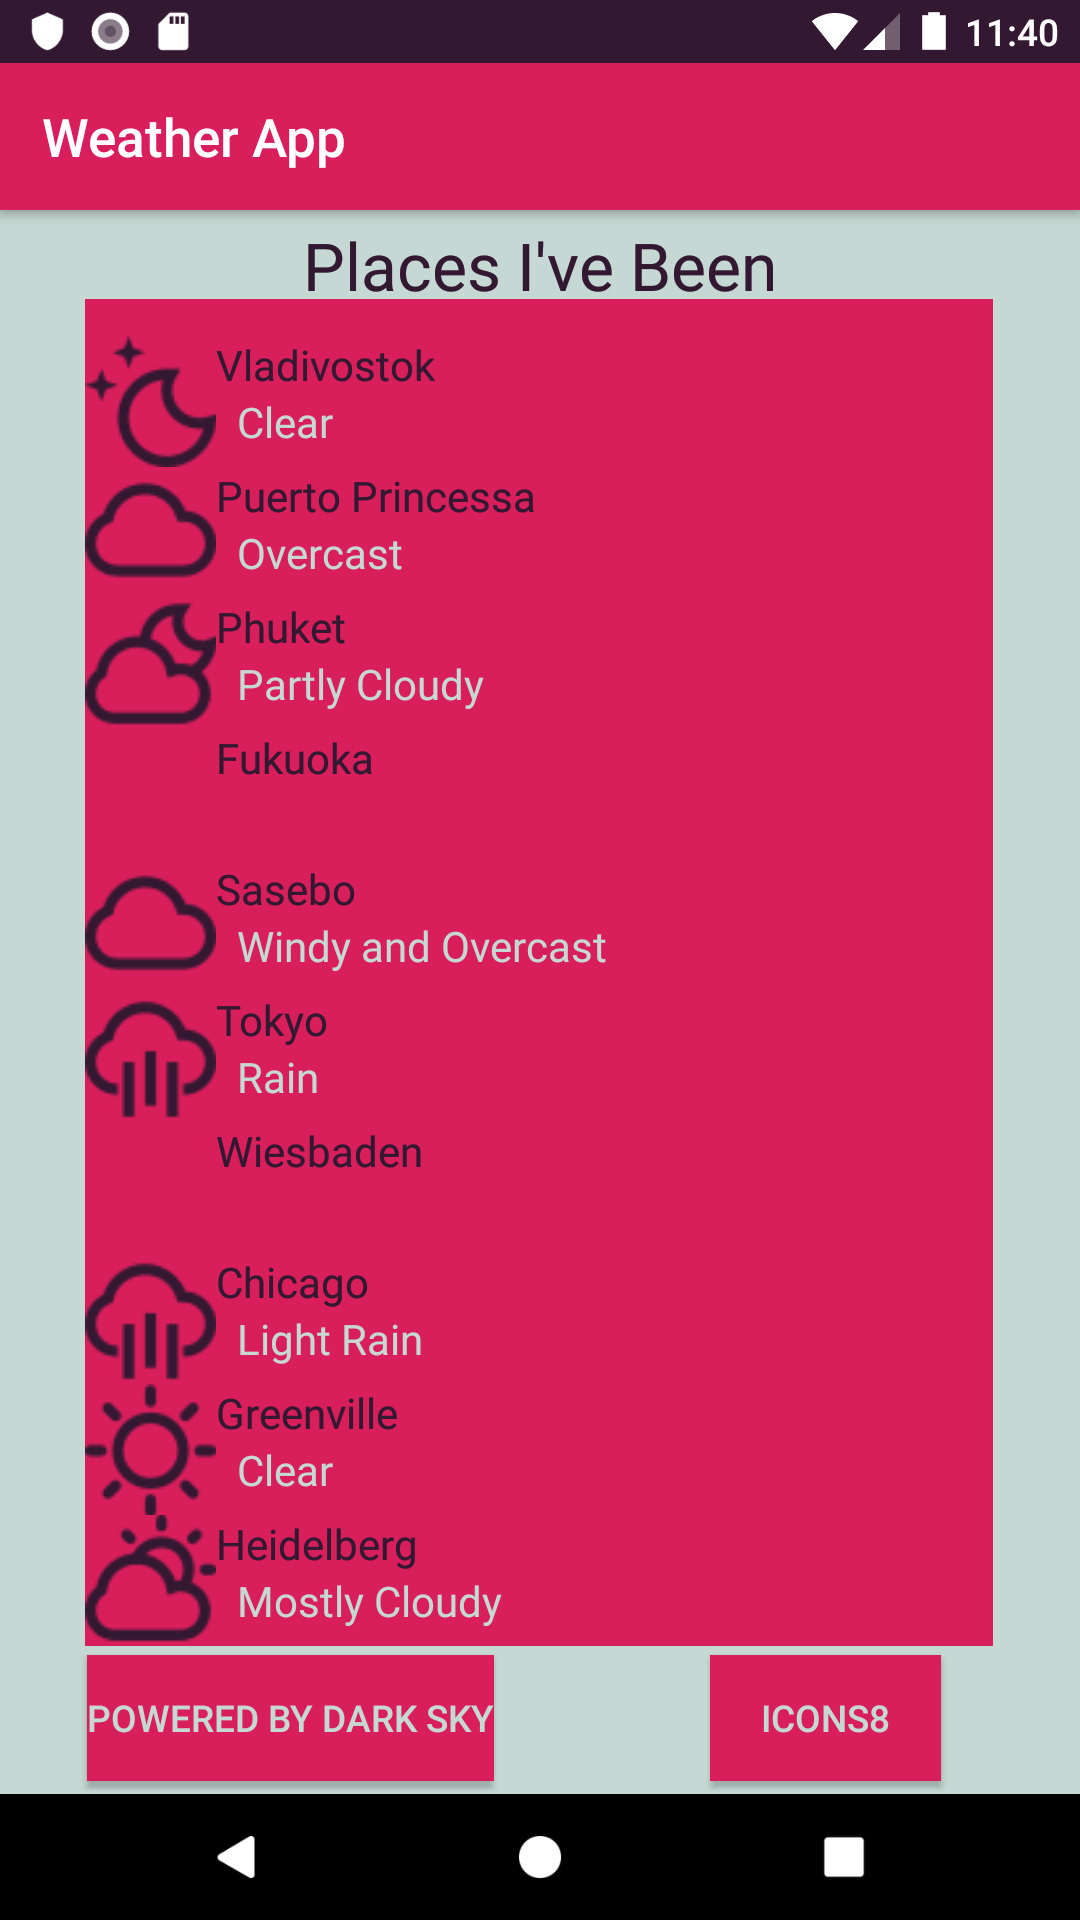 11:40
Weather App
Places I've Been
Vladivostok
Clear
Puerto Princessa
Overcast
Phuket
Partly Cloudy
Fukuoka
Sasebo
Windy and Overcast
Tokyo
Rain
Wiesbaden
Chicago
Light Rain
Greenville
Clear
Heidelberg
Mostly Cloudy
POWERED BY DARK SKY
ICONS8